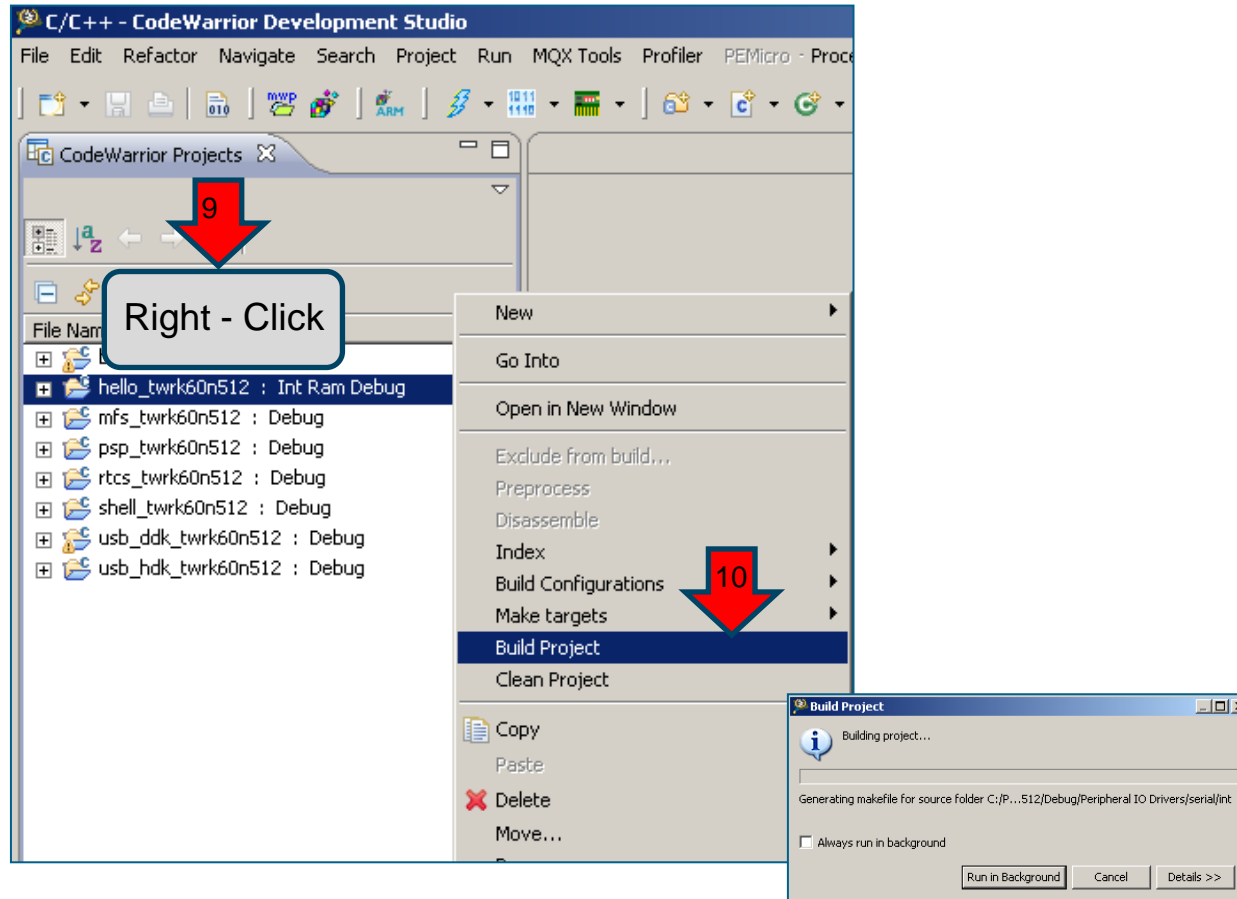 C/C++ - CodeWarrior Development Studio
File Edit Refactor Navigate Search Project Run MQX Tools Profiler PEMicro - Proce
CodeWarrior Projects
9
Right - Click
File Nam
hello_twrk60n512 : Int Ram Debug
mfs_twrk60n512 : Debug
psp_twrk60n512 : Debug
rtcs_twrk60n512 : Debug
shell_twrk60n512 : Debug
usb_ddk_twrk60n512 : Debug
usb_hdk_twrk60n512 : Debug
New
Go Into
Open in New Window
Exclude from build...
Preprocess
Disassemble
Index
Build Configurations
Make targets
10
Build Project
Clean Project
Copy
Paste
Delete
Move...
Build Project
Building project...
Generating makefile for source folder C:/P...512/Debug/Peripheral IO Drivers/serial/int
Always run in background
Run in Background
Cancel
Details >>